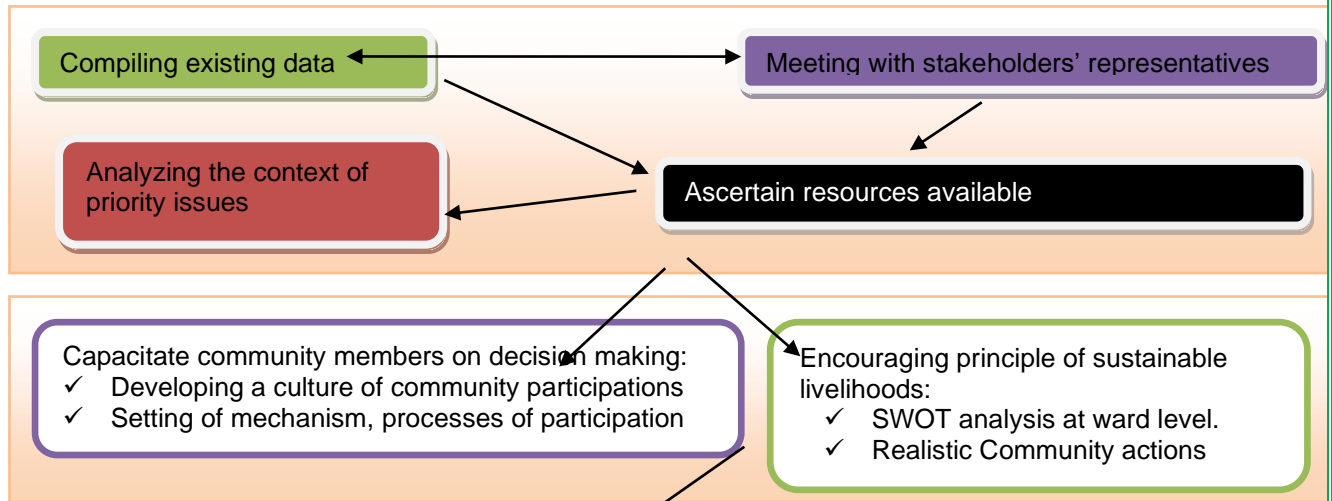 Compiling existing data
Meeting with stakeholders’ representatives
Analyzing the context of
priority issues
Ascertain resources available
Capacitate community members on decision making:
✓ Developing a culture of community participations
✓ Setting of mechanism, processes of participation
Encouraging principle of sustainable
livelihoods:
✓ SWOT analysis at ward level.
✓ Realistic Community actions